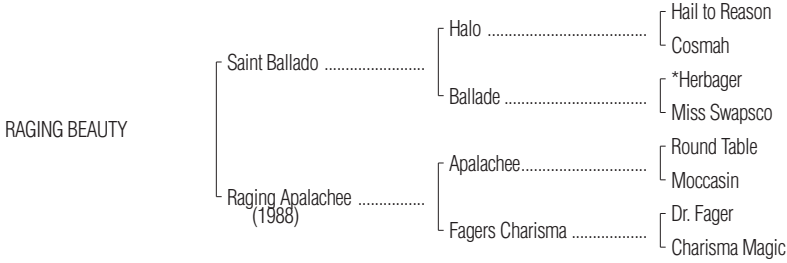 Hail to Reason
Halo ....................................
Cosmah
Saint Ballado .......................
*Herbager
Ballade ................................
Miss Swapsco
RAGING BEAUTY
Round Table
Apalachee............................
Moccasin
Raging Apalachee ...............
(1988)
Dr. Fager
Fagers Charisma .................
Charisma Magic